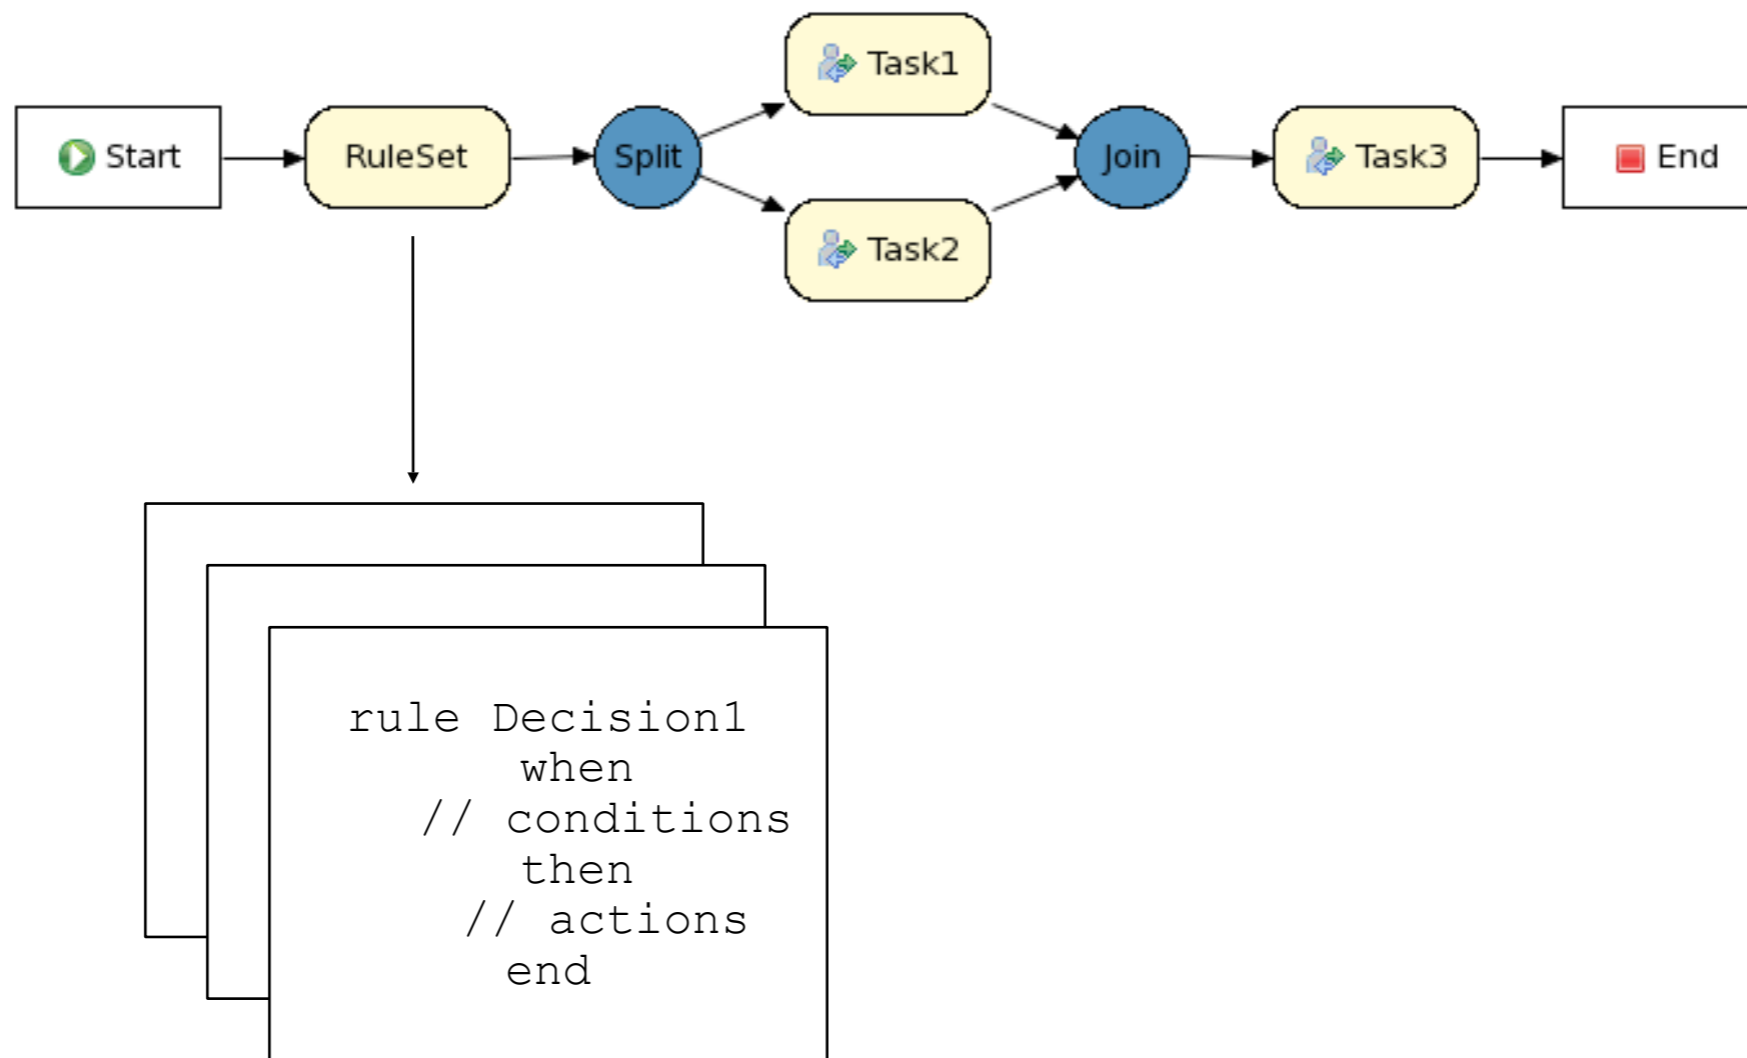 Start
RuleSet
Split
Task1
Task2
Join
Task3
End
rule Decision1
when
// conditions
then
// actions
end